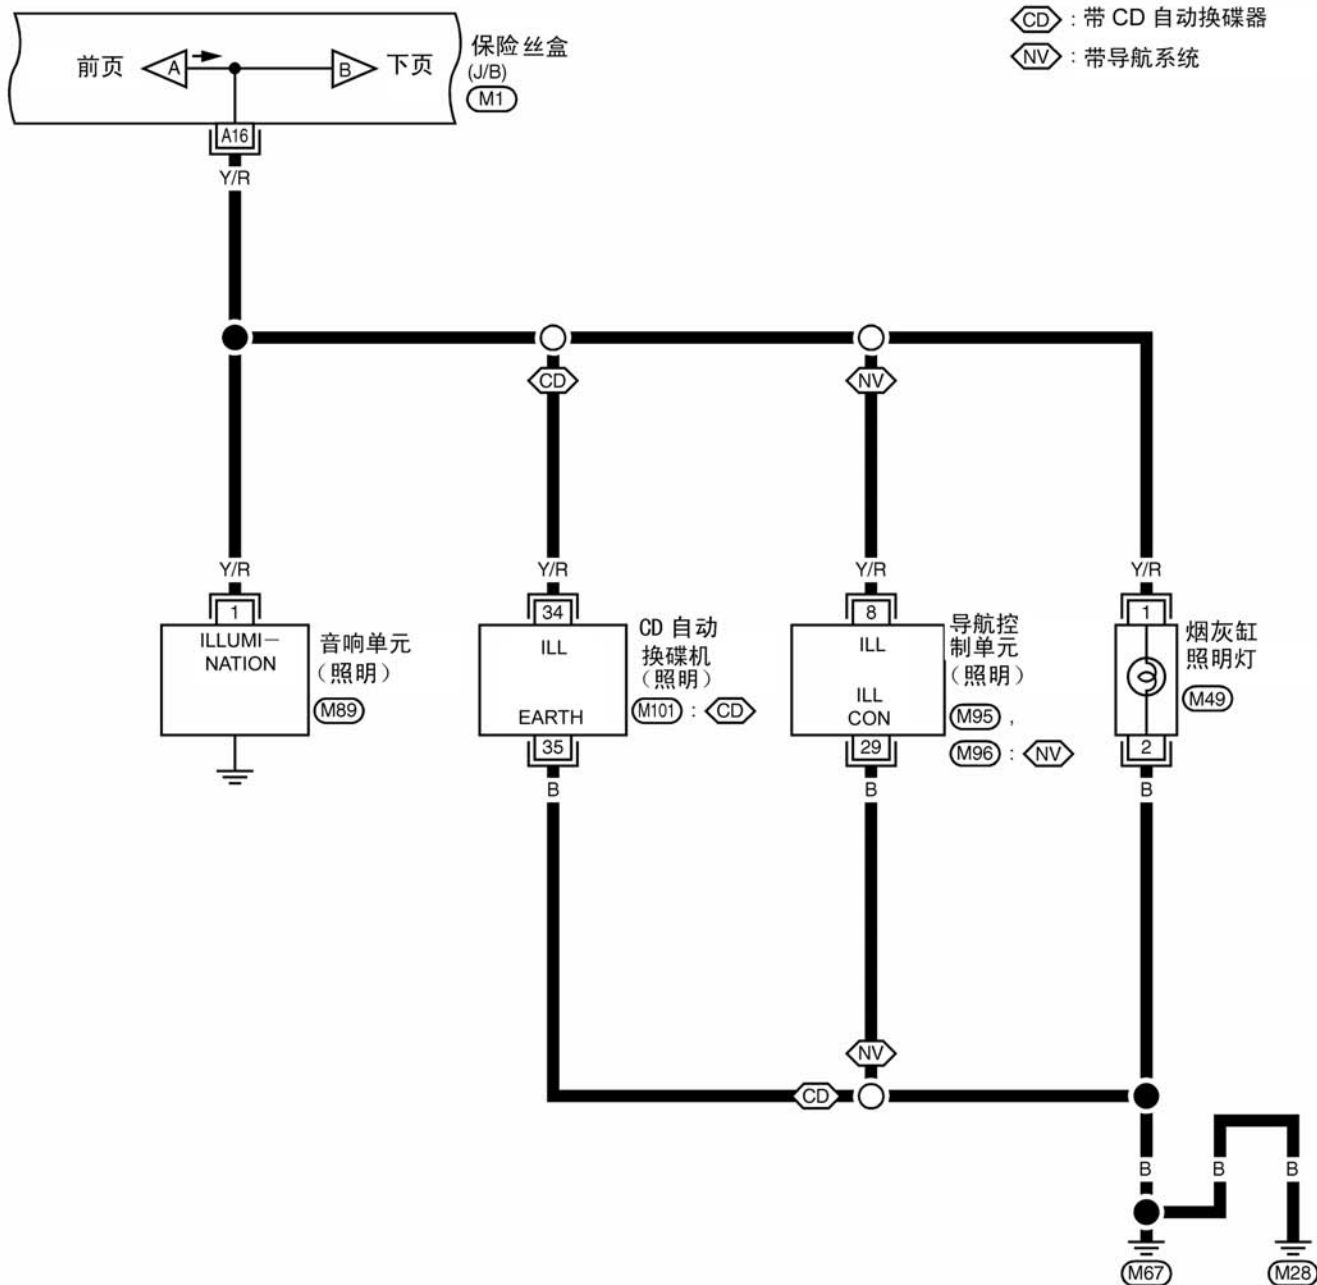 CD : 带 CD 自动换碟器
NV : 带导航系统
前页 A B 下页
保险丝盒
(J/B)
M1
A16
Y/R
CD NV
Y/R Y/R Y/R Y/R
1 34 8 1
ILLUMI-
NATION
音响单元
(照明)
M89
ILL
EARTH
CD 自动
换碟机
(照明)
M101 : CD
ILL
ILL
CON
导航控
制单元
(照明)
M95 ,
M96 : NV
烟灰缸
照明灯
M49
35 29 2
B B B
NV
CD
B B B
M67 M28